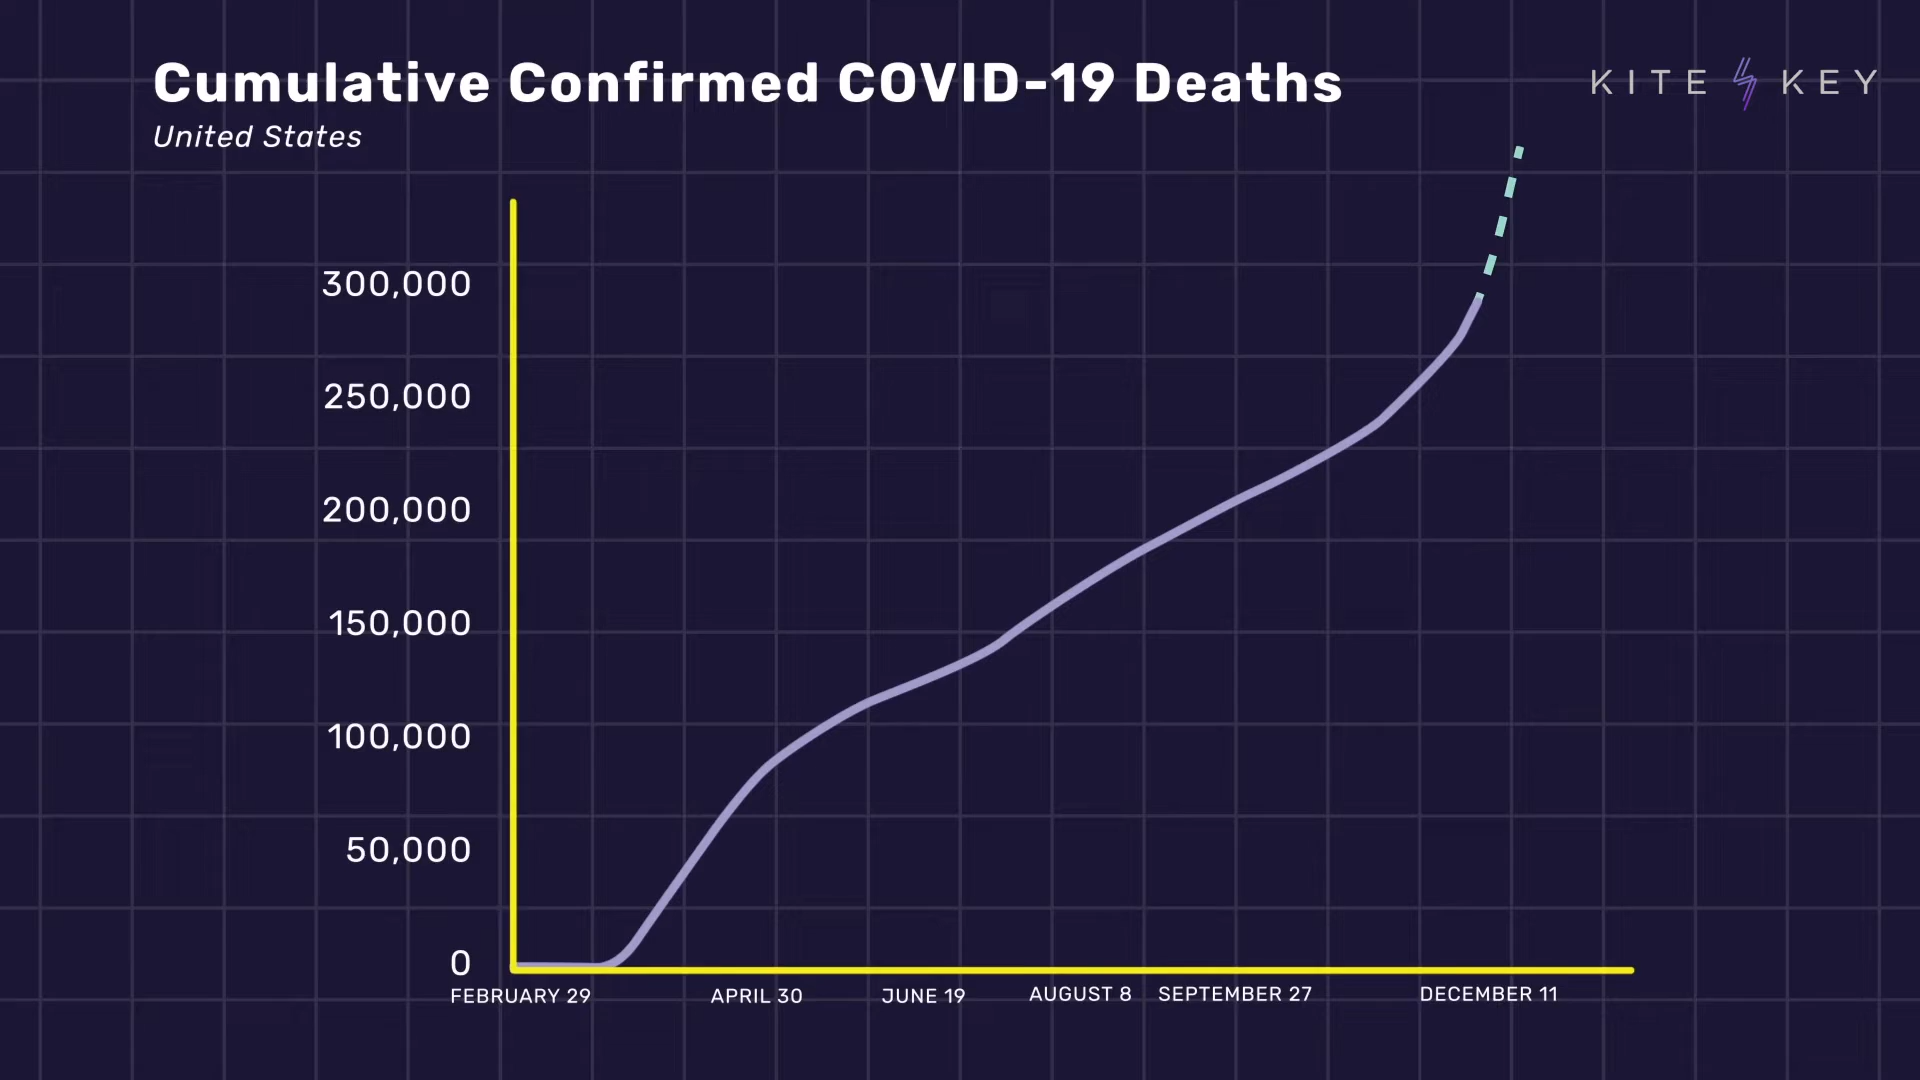 Cumulative Confirmed COVID-19 Deaths
United States
KITE KEY
300,000
250,000
200,000
150,000
100,000
50,000
0
FEBRUARY 29
APRIL 30
JUNE 19
AUGUST 8
SEPTEMBER 27
DECEMBER 11